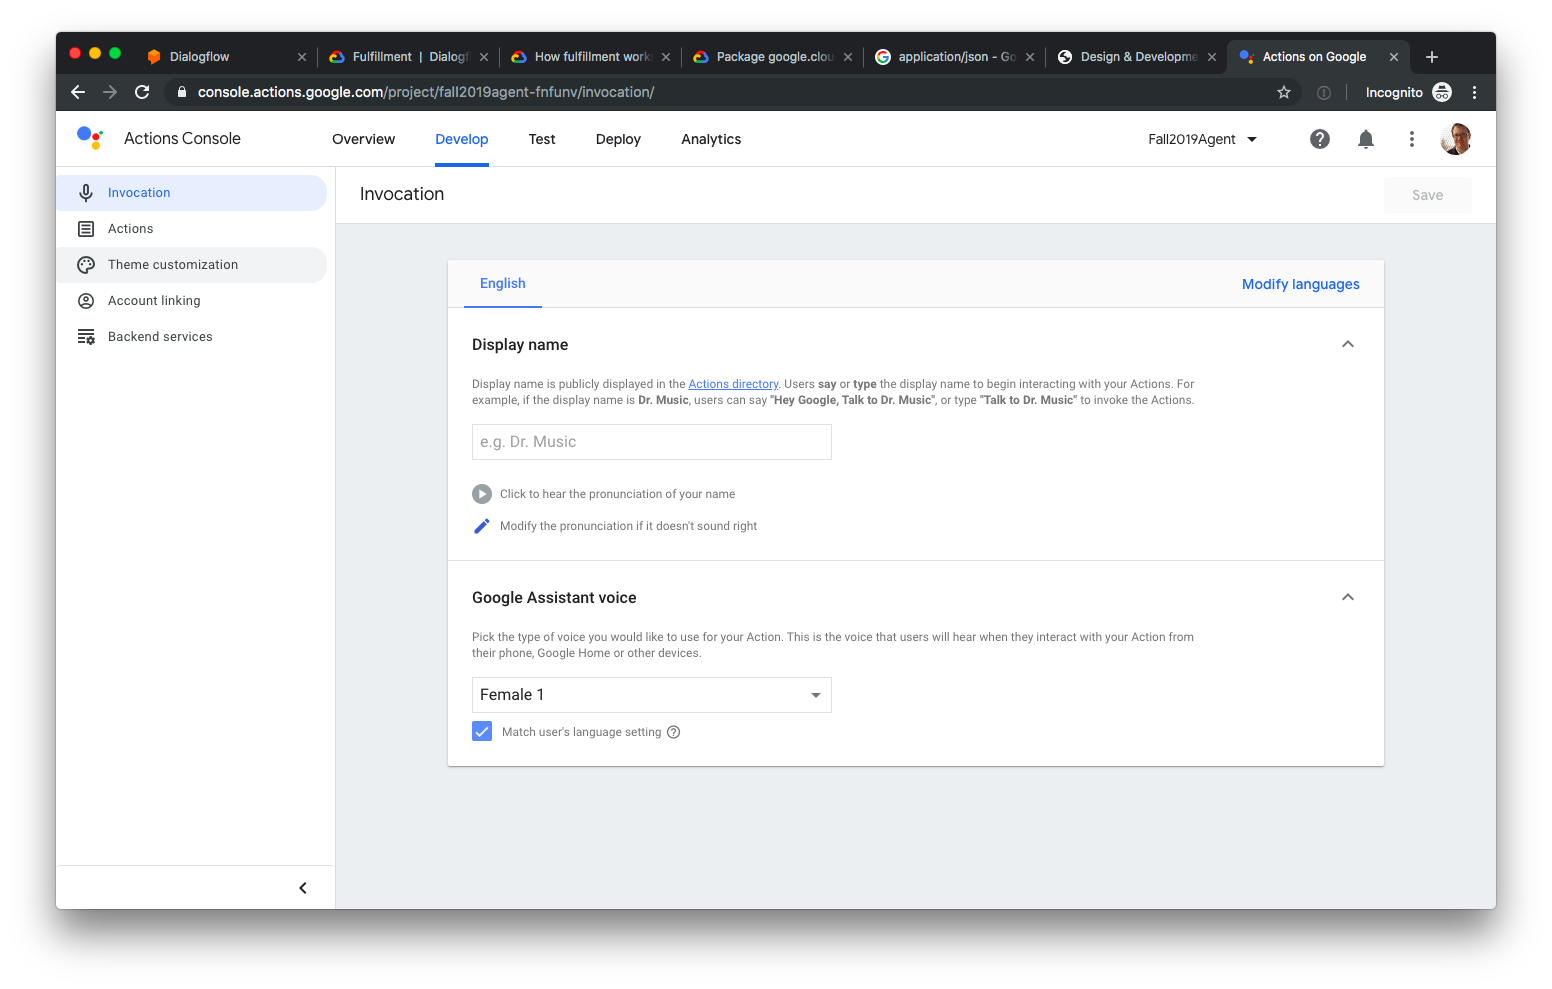 Dialogflow
Fulfillment | Dialogf
How fulfillment work
Package google.clou
application/json - Go
Design & Developme
Actions on Google
console.actions.google.com/project/fall2019agent-fnfunv/invocation/
Incognito
Actions Console
Overview
Develop
Test
Deploy
Analytics
Fall2019Agent
Invocation
Actions
Theme customization
Account linking
Backend services
Invocation
Save
English
Modify languages
Display name
Display name is publicly displayed in the Actions directory. Users say or type the display name to begin interacting with your Actions. For
example, if the display name is Dr. Music, users can say "Hey Google, Talk to Dr. Music", or type "Talk to Dr. Music" to invoke the Actions.
e.g. Dr. Music
Click to hear the pronunciation of your name
Modify the pronunciation if it doesn't sound right
Google Assistant voice
Pick the type of voice you would like to use for your Action. This is the voice that users will hear when they interact with your Action from
their phone, Google Home or other devices.
Female 1
Match user's language setting